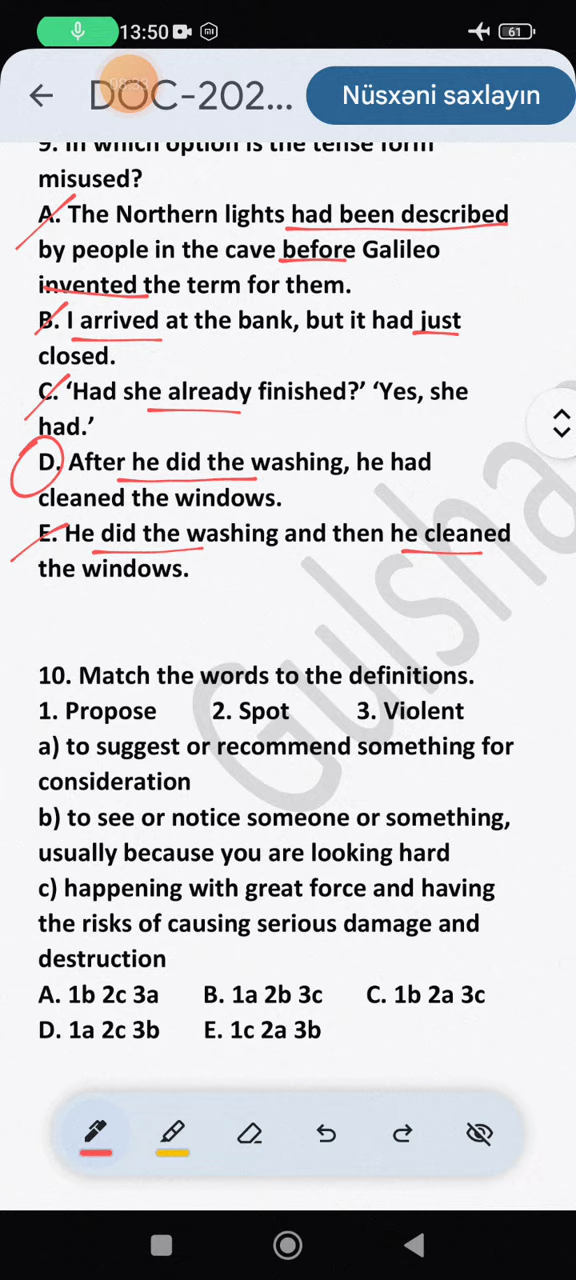 13:50
61
DOC-202...
Nüsxəni saxlayın
9. In which option is the tense form
misused?
A. The Northern lights had been described
by people in the cave before Galileo
invented the term for them.
B. I arrived at the bank, but it had just
closed.
C. ‘Had she already finished?’ ‘Yes, she
had.’
D. After he did the washing, he had
cleaned the windows.
E. He did the washing and then he cleaned
the windows.
Gulsha
10. Match the words to the definitions.
1. Propose 2. Spot 3. Violent
a) to suggest or recommend something for
consideration
b) to see or notice someone or something,
usually because you are looking hard
c) happening with great force and having
the risks of causing serious damage and
destruction
A. 1b 2c 3a B. 1a 2b 3c C. 1b 2a 3c
D. 1a 2c 3b E. 1c 2a 3b